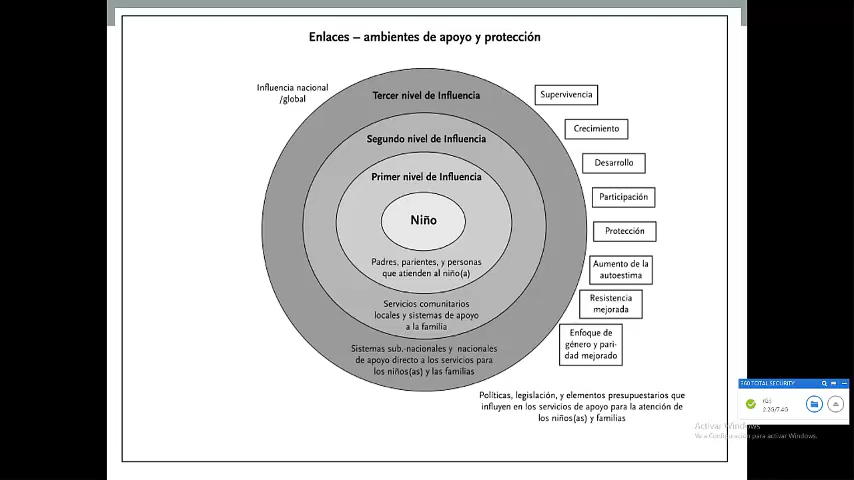 Enlaces – ambientes de apoyo y protección
Influencia nacional
/global
Tercer nivel de Influencia
Segundo nivel de Influencia
Primer nivel de Influencia
Niño
Padres, parientes, y personas
que atienden al niño(a)
Servicios comunitarios
locales y sistemas de apoyo
a la familia
Sistemas sub.-nacionales y nacionales
de apoyo directo a los servicios para
los niños(as) y las familias
Supervivencia
Crecimiento
Desarrollo
Participación
Protección
Aumento de la
autoestima
Resistencia
mejorada
Enfoque de
género y pari-
dad mejorado
Políticas, legislación, y elementos presupuestarios que
influyen en los servicios de apoyo para la atención de
los niños(as) y familias
360 TOTAL SECURITY
(G:)
2.2G/7.4G
Activar Windows
Ve a Configuración para activar Windows.